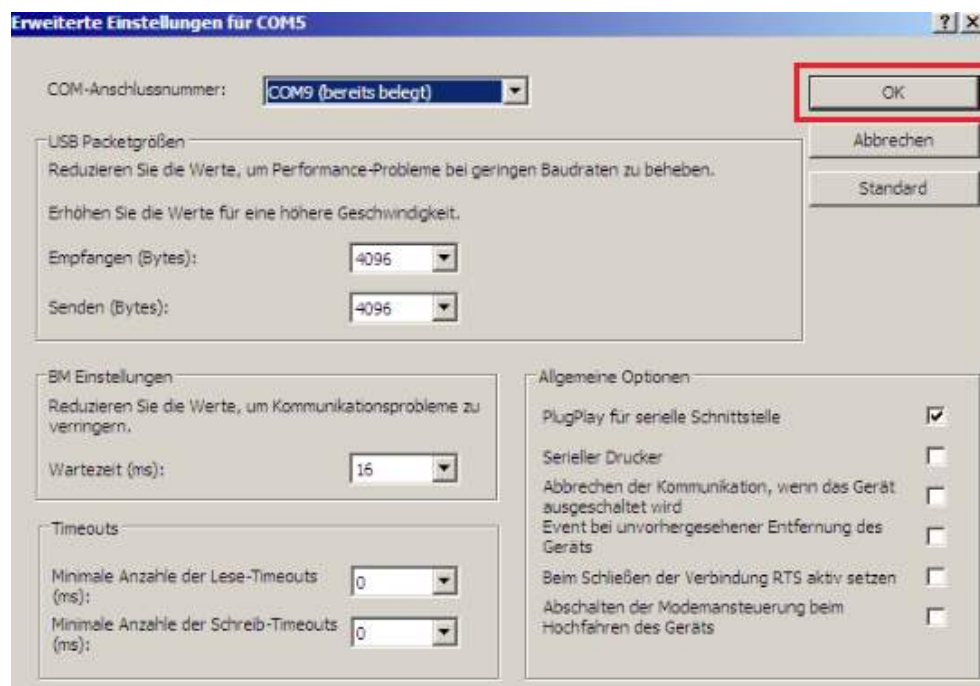 Erweiterte Einstellungen für COM5
COM-Anschlussnummer:
COM9 (bereits belegt)
OK
Abbrechen
Standard
USB Packetgrößen
Reduzieren Sie die Werte, um Performance-Probleme bei geringen Baudraten zu beheben.
Erhöhen Sie die Werte für eine höhere Geschwindigkeit.
Empfangen (Bytes):
4096
Senden (Bytes):
4096
BM Einstellungen
Reduzieren Sie die Werte, um Kommunikationsprobleme zu
verringern.
Wartezeit (ms):
16
Timeouts
Minimale Anzahle der Lese-Timeouts
(ms):
0
Minimale Anzahle der Schreib-Timeouts
(ms):
0
Allgemeine Optionen
PlugPlay für serielle Schnittstelle
Serieller Drucker
Abbrechen der Kommunikation, wenn das Gerät
ausgeschaltet wird
Event bei unvorhergesehener Entfernung des
Geräts
Beim Schließen der Verbindung RTS aktiv setzen
Abschalten der Modemansteuerung beim
Hochfahren des Geräts